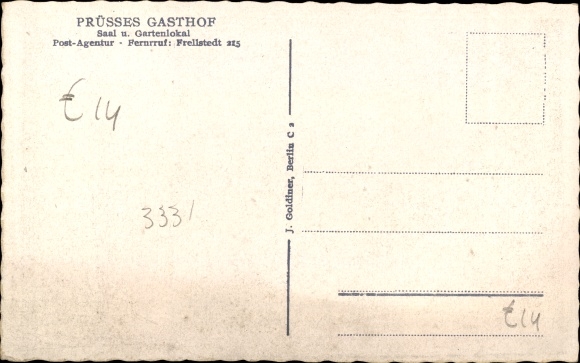 PRÜSSES GASTHOF
Saal u. Gartenlokal
Post-Agentur · Fernruf: Frellstedt 215
€ 14
3331
J. Goldiner, Berlin C 2
€ 14